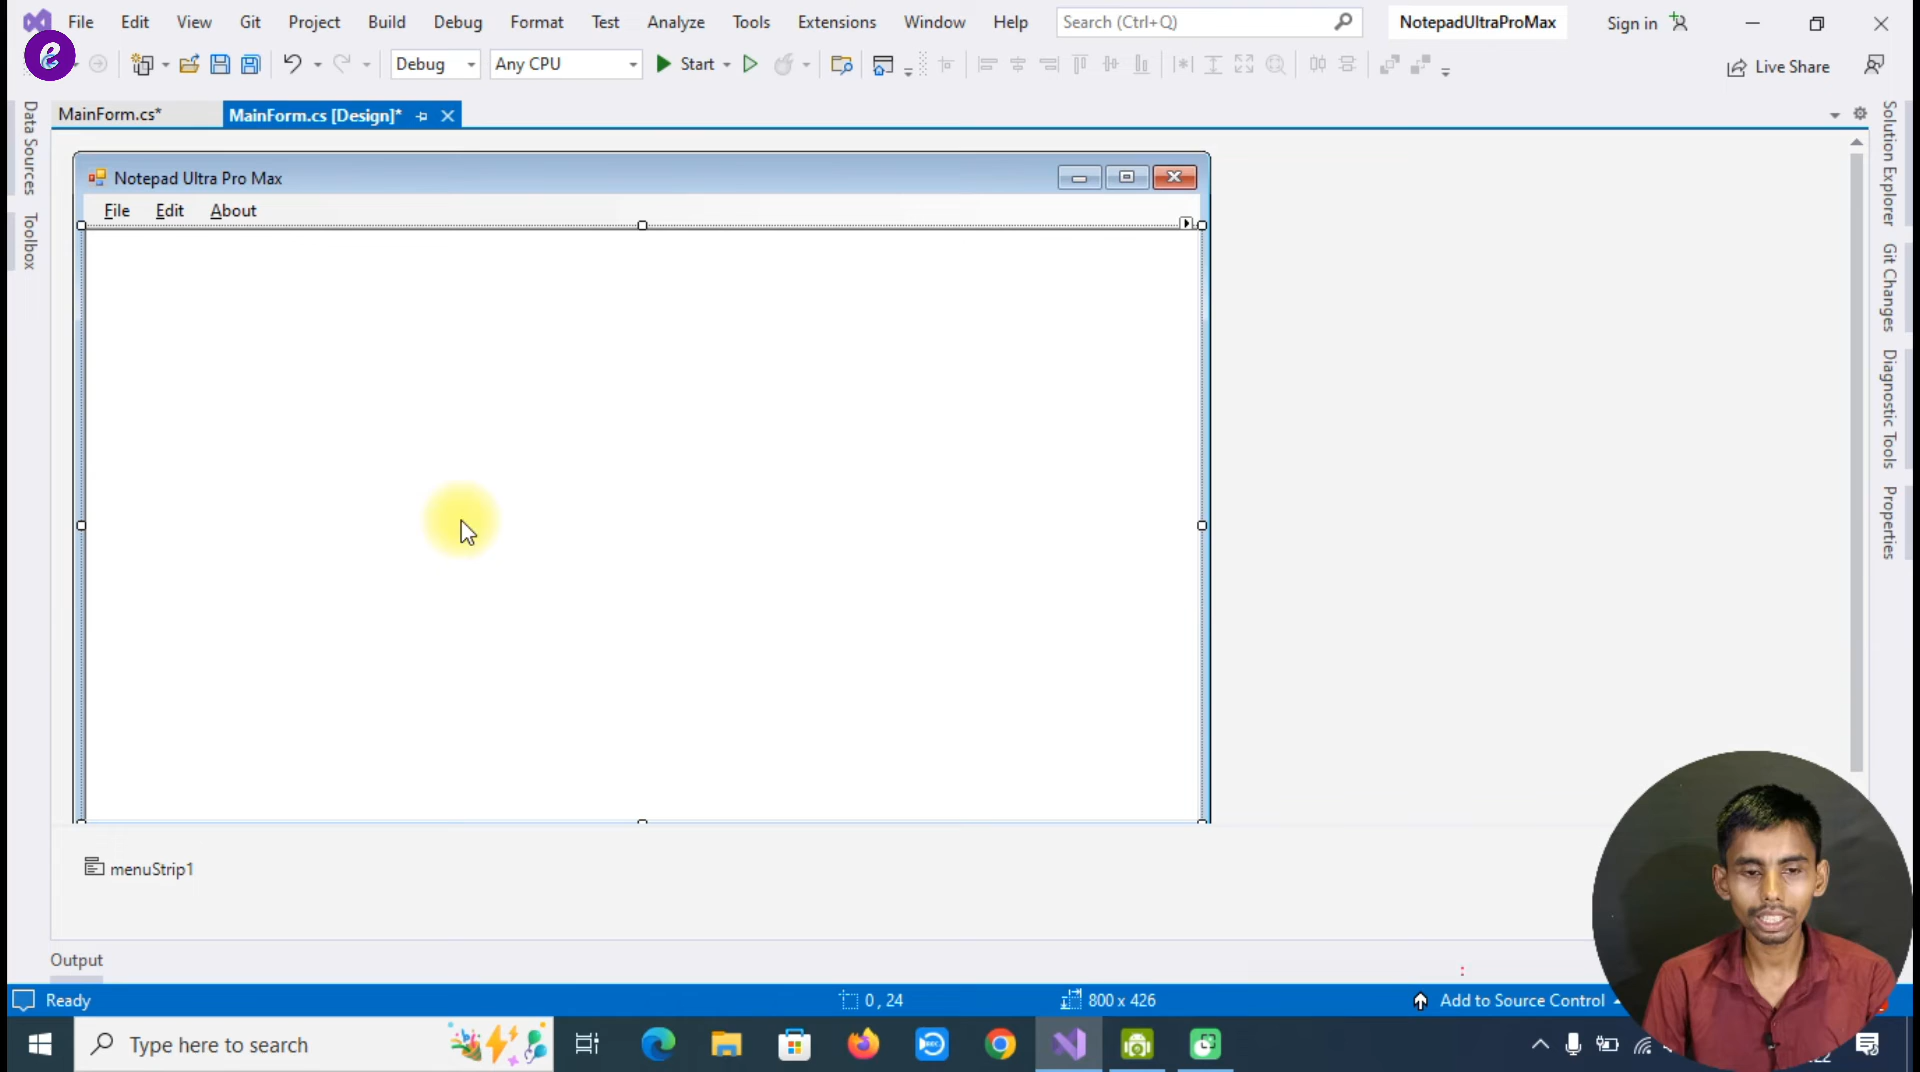 File Edit View Git Project Build Debug Format Test Analyze Tools Extensions Window Help Search (Ctrl+Q) NotepadUltraProMax Sign in
e
Debug Any CPU Start Live Share
MainForm.cs* MainForm.cs [Design]*
Data Sources
Toolbox
Notepad Ultra Pro Max
File Edit About
Solution Explorer
Git Changes
Diagnostic Tools
Properties
menuStrip1
Output
Ready 0 , 24 800 x 426 Add to Source Control
Type here to search